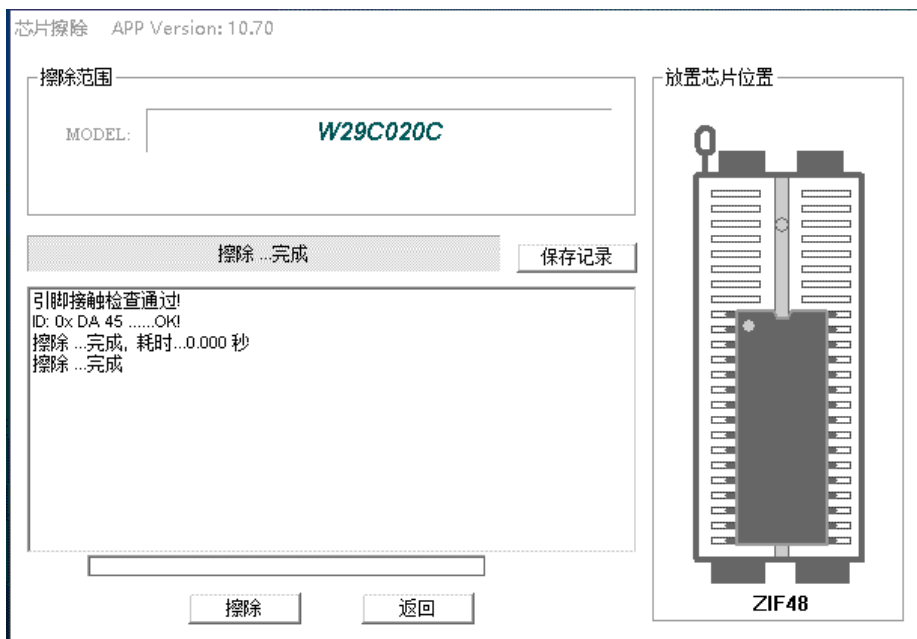 芯片擦除 APP Version: 10.70
擦除范围
MODEL: W29C020C
擦除 ...完成
保存记录
引脚接触检查通过!
ID: 0x DA 45 ......OK!
擦除 ...完成, 耗时...0.000 秒
擦除 ...完成
擦除
返回
放置芯片位置
ZIF48